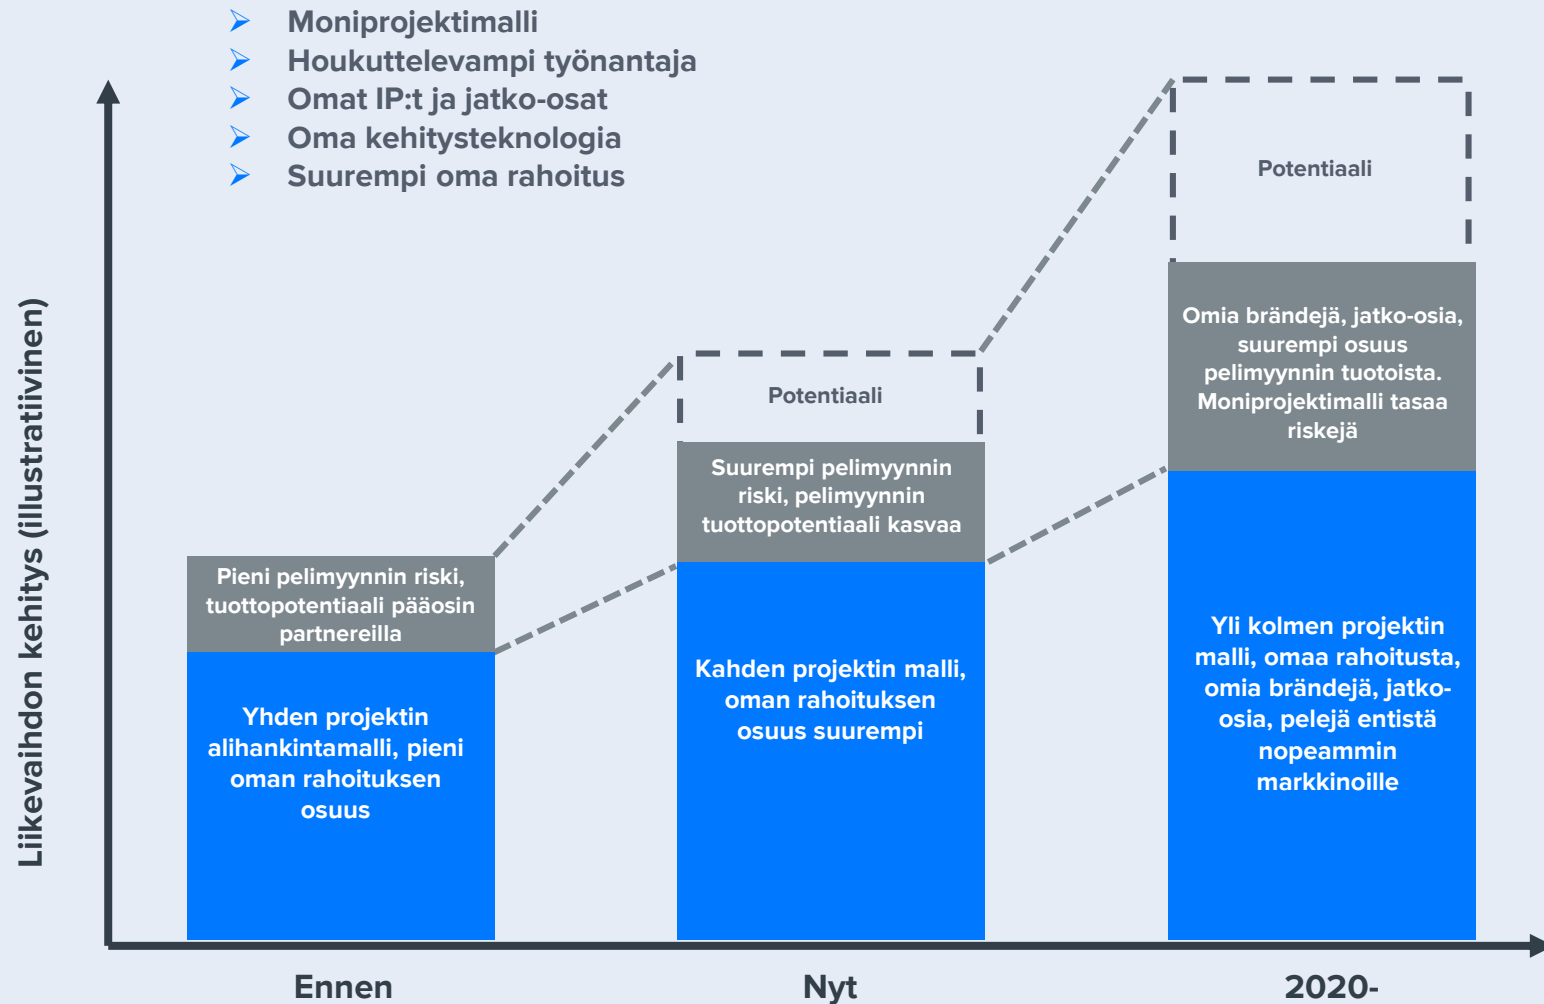 Moniprojektimalli
Houkuttelevampi työnantaja
Omat IP:t ja jatko-osat
Oma kehitysteknologia
Suurempi oma rahoitus
Liikevaihdon kehitys (illustratiivinen)
Pieni pelimyynnin riski,
tuottopotentiaali pääosin
partnereilla
Yhden projektin
alihankintamalli, pieni
oman rahoituksen
osuus
Potentiaali
Suurempi pelimyynnin
riski, pelimyynnin
tuottopotentiaali kasvaa
Kahden projektin malli,
oman rahoituksen
osuus suurempi
Potentiaali
Omia brändejä, jatko-osia,
suurempi osuus
pelimyynnin tuotoista.
Moniprojektimalli tasaa
riskejä
Yli kolmen projektin
malli, omaa rahoitusta,
omia brändejä, jatko-
osia, pelejä entistä
nopeammin
markkinoille
Ennen
Nyt
2020-